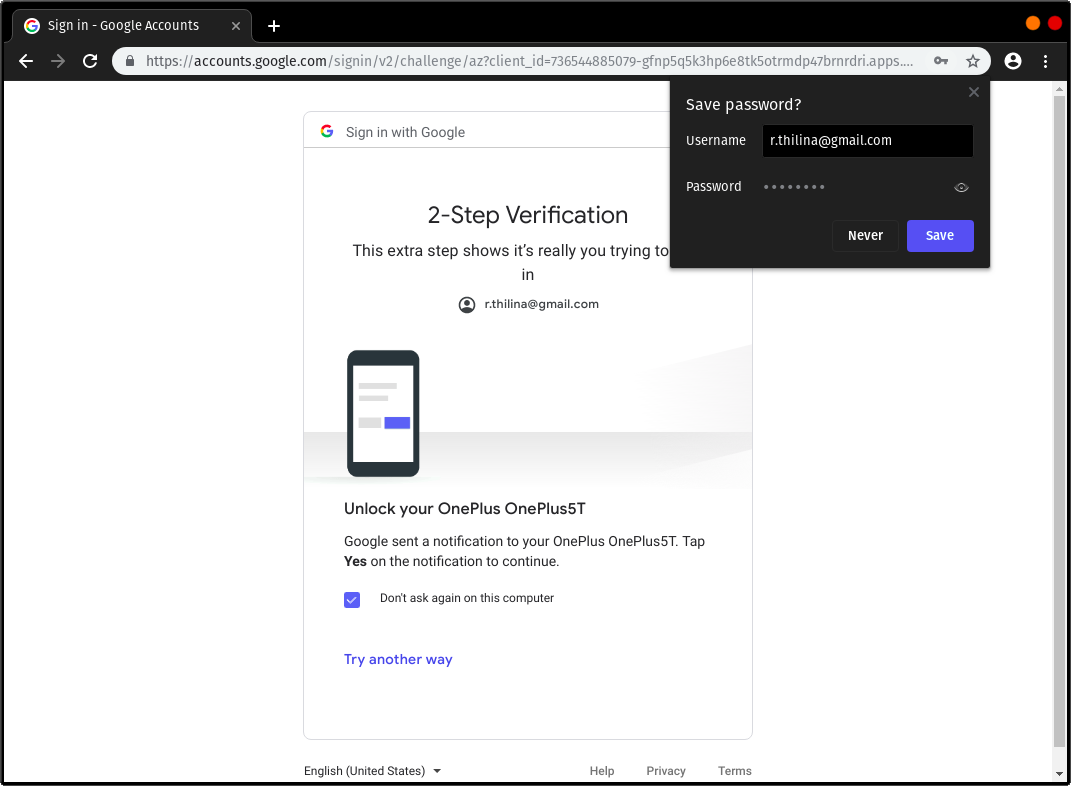 Sign in - Google Accounts
https://accounts.google.com/signin/v2/challenge/az?client_id=736544885079-gfnp5q5k3hp6e8tk5otrmdp47brnrdri.apps....
Save password?
Username r.thilina@gmail.com
Password ••••••••
Never Save
Sign in with Google
2-Step Verification
This extra step shows it’s really you trying to
in
r.thilina@gmail.com
Unlock your OnePlus OnePlus5T
Google sent a notification to your OnePlus OnePlus5T. Tap
Yes on the notification to continue.
Don't ask again on this computer
Try another way
English (United States) Help Privacy Terms